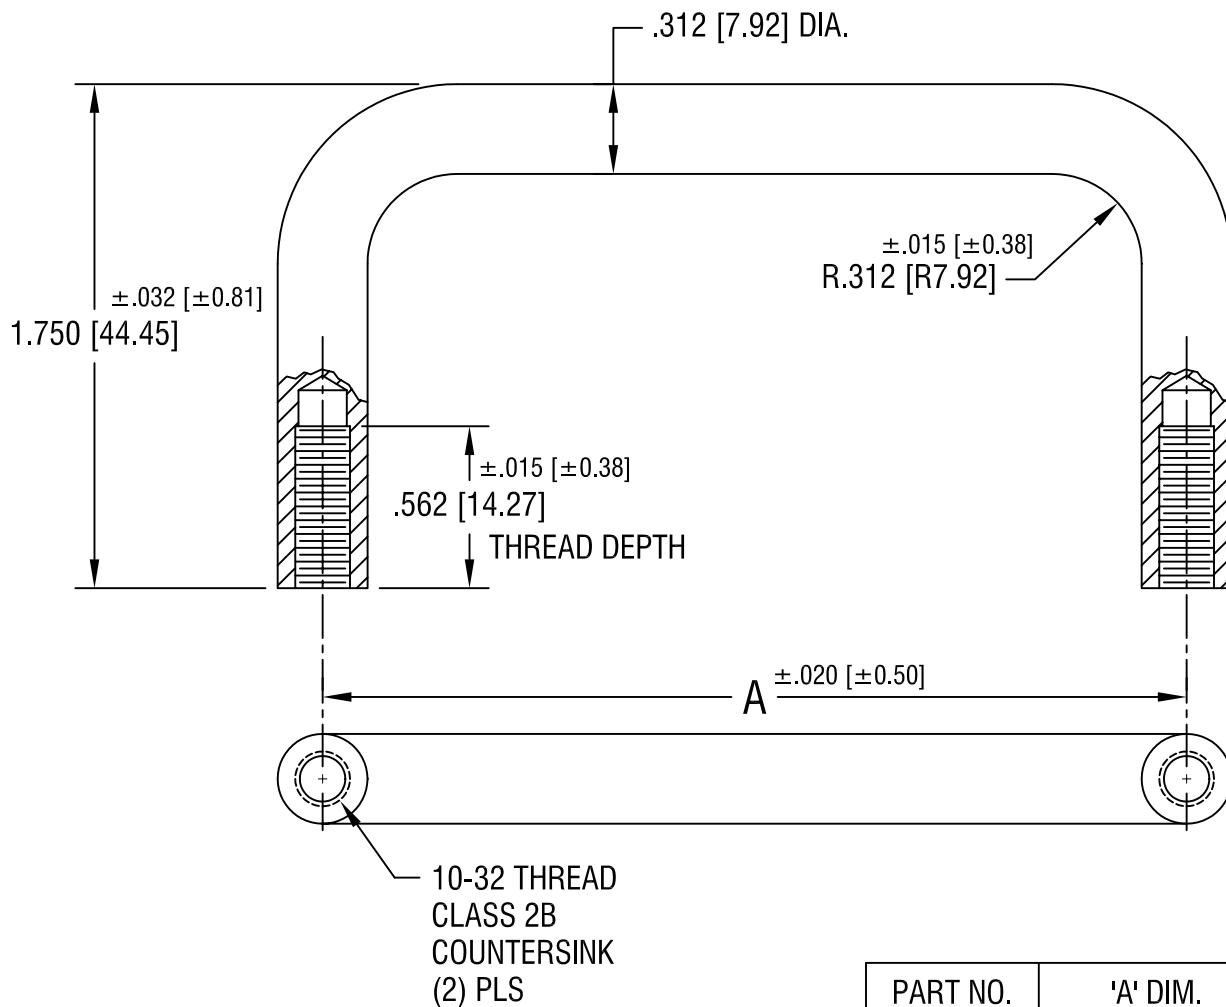 .312 [7.92] DIA.
±.015 [±0.38]
R.312 [R7.92]
±.032 [±0.81]
1.750 [44.45]
±.015 [±0.38]
.562 [14.27]
THREAD DEPTH
A ±.020 [±0.50]
10-32 THREAD
CLASS 2B
COUNTERSINK
(2) PLS
PART NO. 'A' DIM.